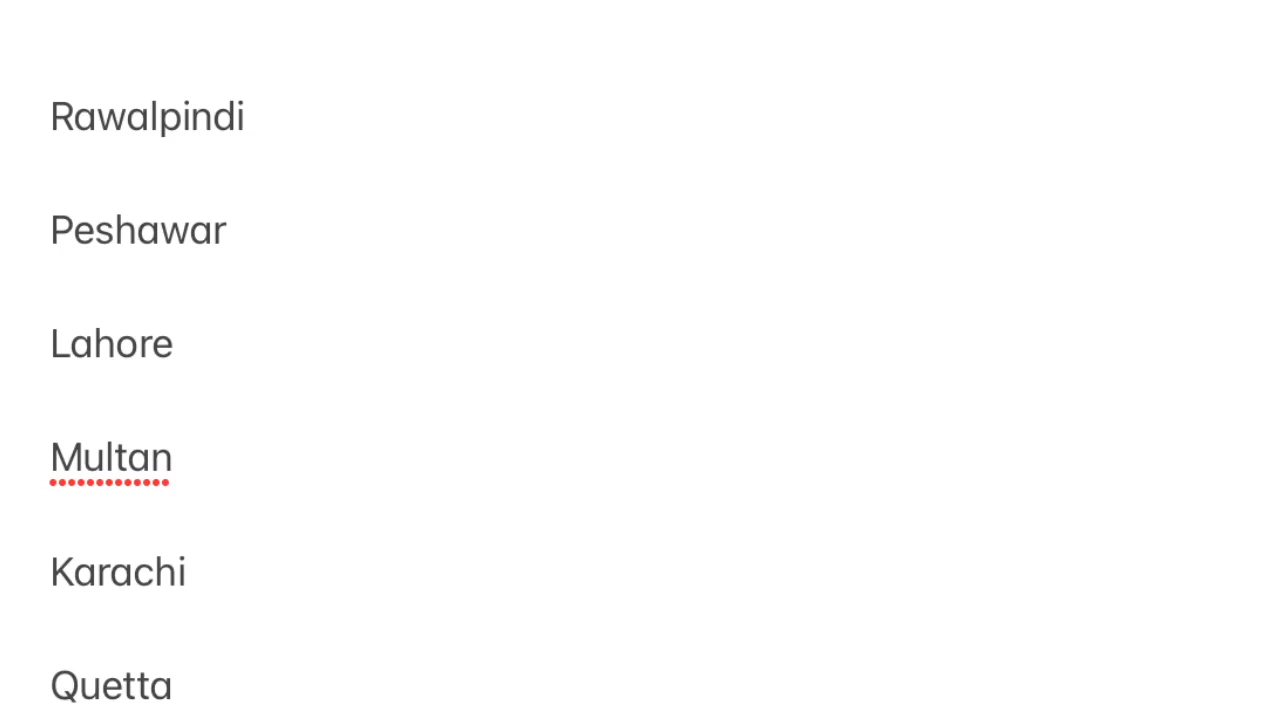 Rawalpindi
Peshawar
Lahore
Multan
Karachi
Quetta